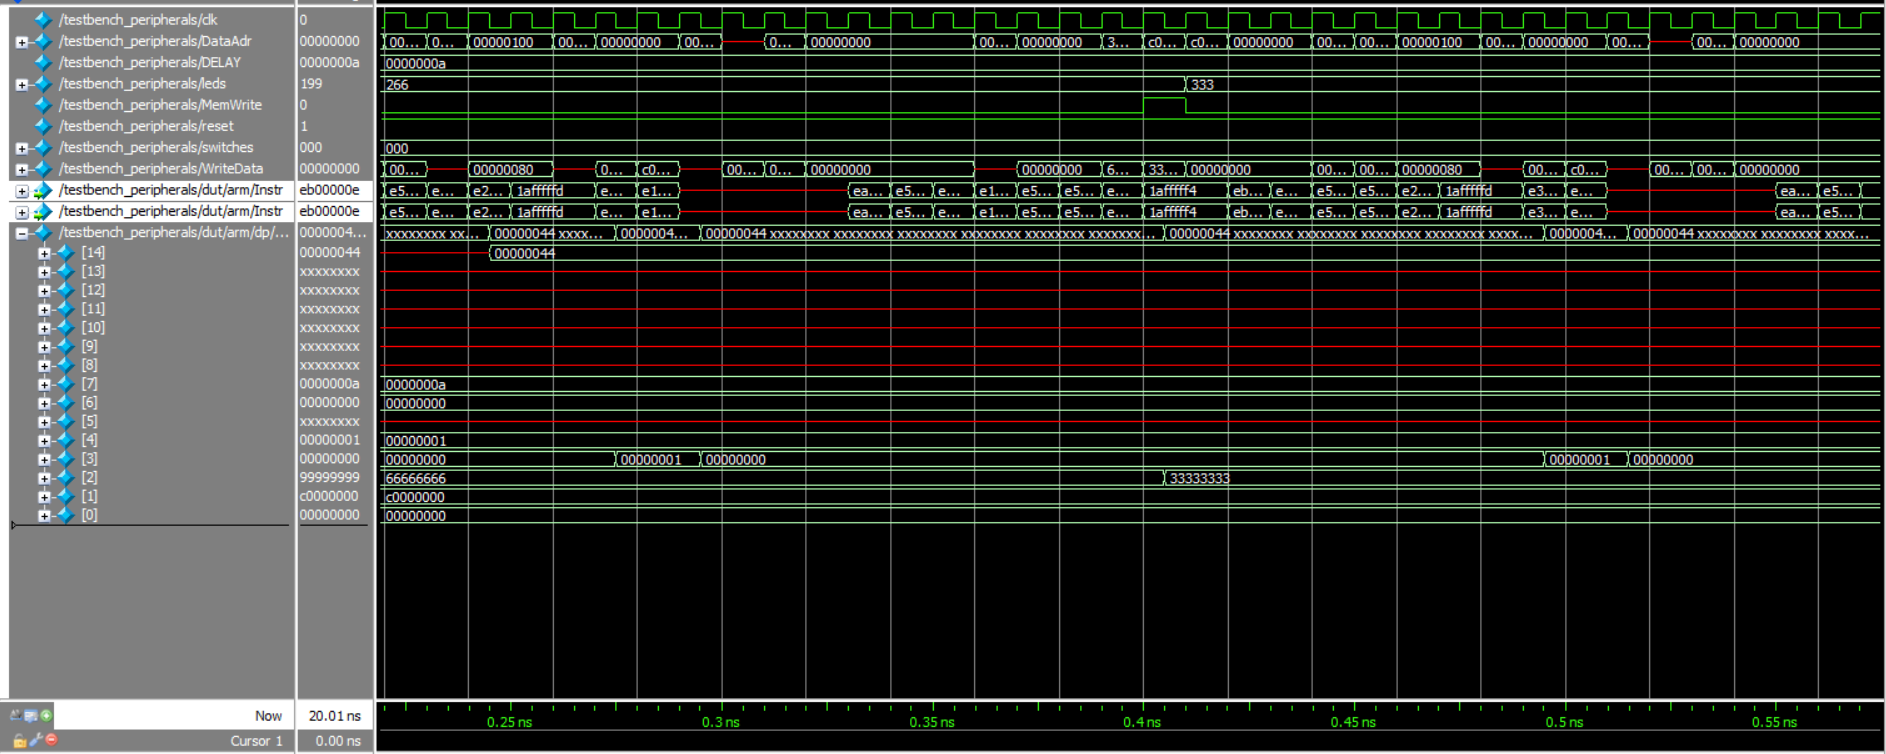 /testbench_peripherals/clk 0
/testbench_peripherals/DataAdr 00000000 00... 0... 00000100 00... 00000000 00... 0... 00000000 00... 00000000 3... c0... c0... 00000000 00... 00... 00000100 00... 00000000 00... 00... 00000000
/testbench_peripherals/DELAY 0000000a 0000000a
/testbench_peripherals/leds 199 266 333
/testbench_peripherals/MemWrite 0
/testbench_peripherals/reset 1
/testbench_peripherals/switches 000 000
/testbench_peripherals/WriteData 00000000 00... 00000080 0... c0... 00... 0... 00000000 00000000 6... 33... 00000000 00... 00... 00000080 00... c0... 00... 00... 00000000
/testbench_peripherals/dut/arm/Instr eb00000e e5... e... e2... 1afffffd e... e1... ea... e5... e... e1... e5... e5... e... 1afffff4 eb... e... e5... e5... e2... 1afffffd e3... e... ea... e5...
/testbench_peripherals/dut/arm/Instr eb00000e e5... e... e2... 1afffffd e... e1... ea... e5... e... e1... e5... e5... e... 1afffff4 eb... e... e5... e5... e2... 1afffffd e3... e... ea... e5...
/testbench_peripherals/dut/arm/dp/... 0000004... xxxxxxxx xx... 00000044 xxxx... 0000004... 00000044 xxxxxxxx xxxxxxxx xxxxxxxx xxxxxxxx xxxxxxx... 00000044 xxxxxxxx xxxxxxxx xxxxxxxx xxxx... 0000004... 00000044 xxxxxxxx xxxxxxxx xxxx...
[14] 00000044 00000044
[13] xxxxxxxx
[12] xxxxxxxx
[11] xxxxxxxx
[10] xxxxxxxx
[9] xxxxxxxx
[8] xxxxxxxx
[7] 0000000a 0000000a
[6] 00000000 00000000
[5] xxxxxxxx
[4] 00000001 00000001
[3] 00000000 00000000 00000001 00000000 00000001 00000000
[2] 99999999 66666666 33333333
[1] c0000000 c0000000
[0] 00000000 00000000
Now 20.01 ns 0.25 ns 0.3 ns 0.35 ns 0.4 ns 0.45 ns 0.5 ns 0.55 ns
Cursor 1 0.00 ns